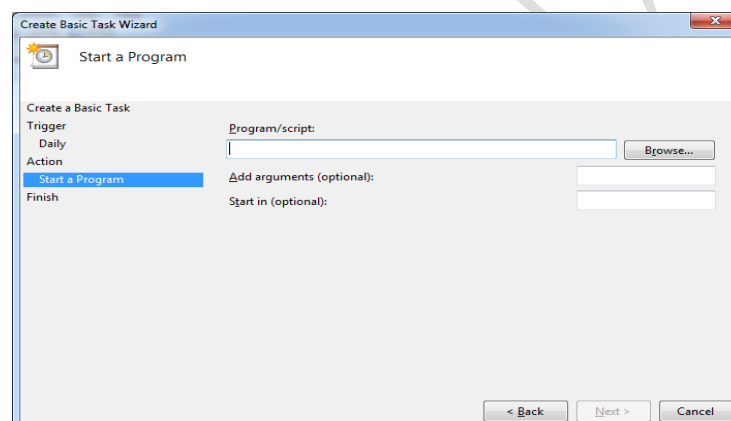 Create Basic Task Wizard
Start a Program
Create a Basic Task
Trigger
Daily
Action
Start a Program
Finish
Program/script:
Browse...
Add arguments (optional):
Start in (optional):
< Back
Next >
Cancel